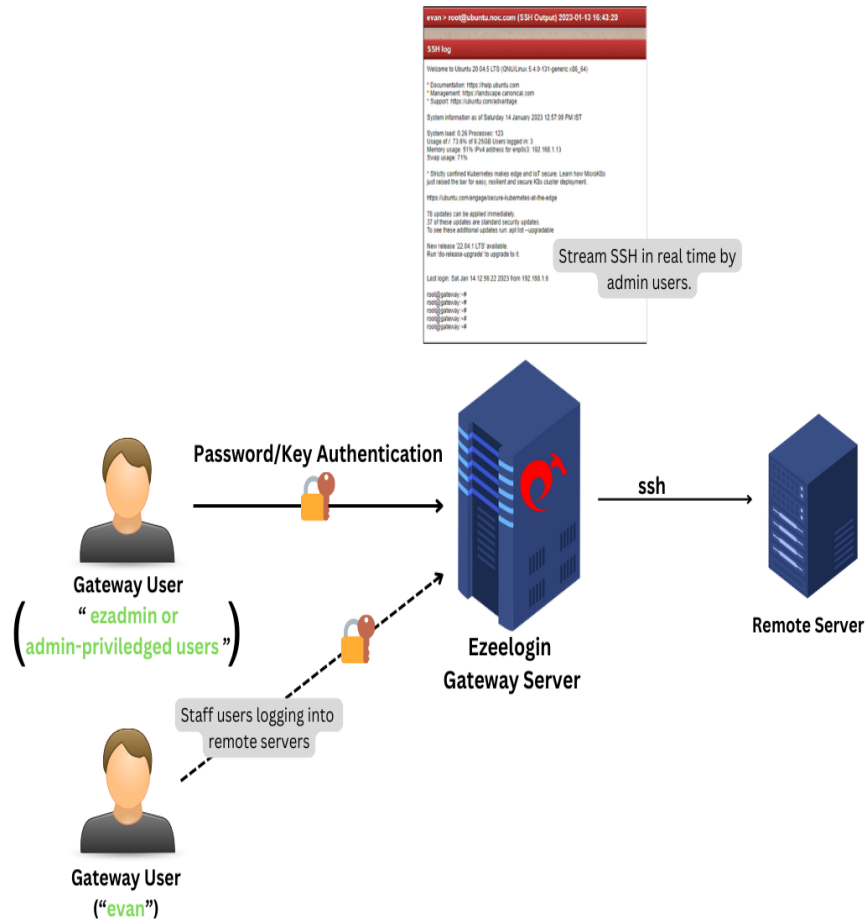 evan > root@ubuntu.noc.com (SSH Output) 2023-01-13 16:43:20
SSH log
Welcome to Ubuntu 20.04.5 LTS (GNU/Linux 5.4.0-131-generic x86_64)
* Documentation: https://help.ubuntu.com
* Management: https://landscape.canonical.com
* Support: https://ubuntu.com/advantage
System information as of Saturday 14 January 2023 12:57:09 PM IST
System load: 0.26 Processes: 123
Usage of /: 73.6% of 9.25GB Users logged in: 3
Memory usage: 51% IPv4 address for enp0s3: 192.168.1.13
Swap usage: 71%
* Strictly confined Kubernetes makes edge and IoT secure. Learn how MicroK8s
just raised the bar for easy, resilient and secure K8s cluster deployment.
https://ubuntu.com/engage/secure-kubernetes-at-the-edge
78 updates can be applied immediately.
37 of these updates are standard security updates.
To see these additional updates run: apt list --upgradable
New release '22.04.1 LTS' available.
Run 'do-release-upgrade' to upgrade to it.
Last login: Sat Jan 14 12:56:22 2023 from 192.168.1.6
root@gateway:~#
root@gateway:~#
root@gateway:~#
root@gateway:~#
root@gateway:~#
Stream SSH in real time by
admin users.
Password/Key Authentication
ssh
Gateway User
(“ ezadmin or
admin-priviledged users ”)
Ezeelogin
Gateway Server
Remote Server
Staff users logging into
remote servers
Gateway User
(“evan”)